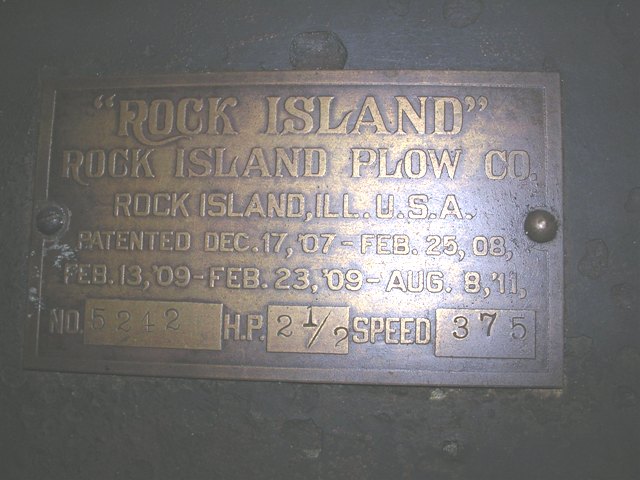 "ROCK ISLAND"
ROCK ISLAND PLOW CO.
ROCK ISLAND, ILL. U.S.A.
PATENTED DEC. 17, '07 - FEB. 25, 08,
FEB. 13, '09 - FEB. 23, '09 - AUG. 8, '11,
NO. 5242 H.P. 2 1/2 SPEED 375